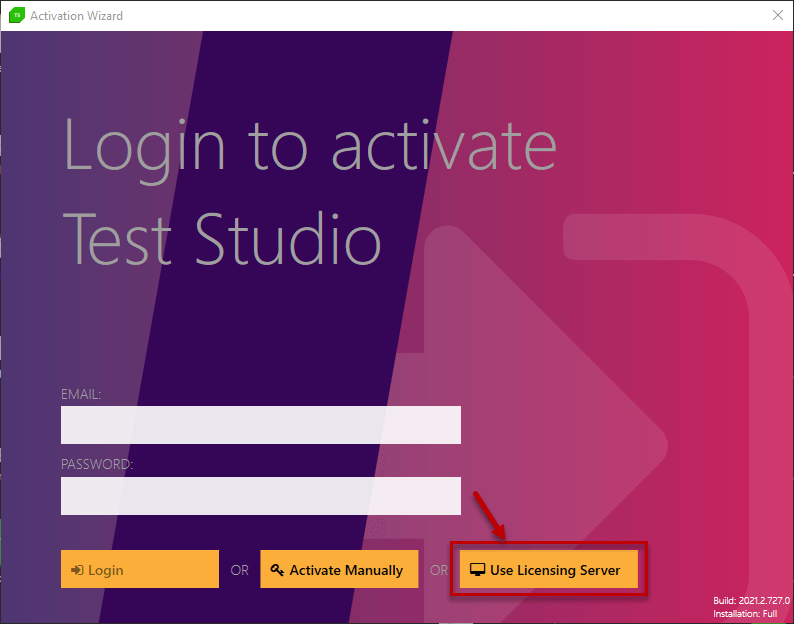 TS Activation Wizard
Login to activate
Test Studio
EMAIL:
PASSWORD:
Login OR Activate Manually OR Use Licensing Server
Build: 2021.2.727.0
Installation: Full